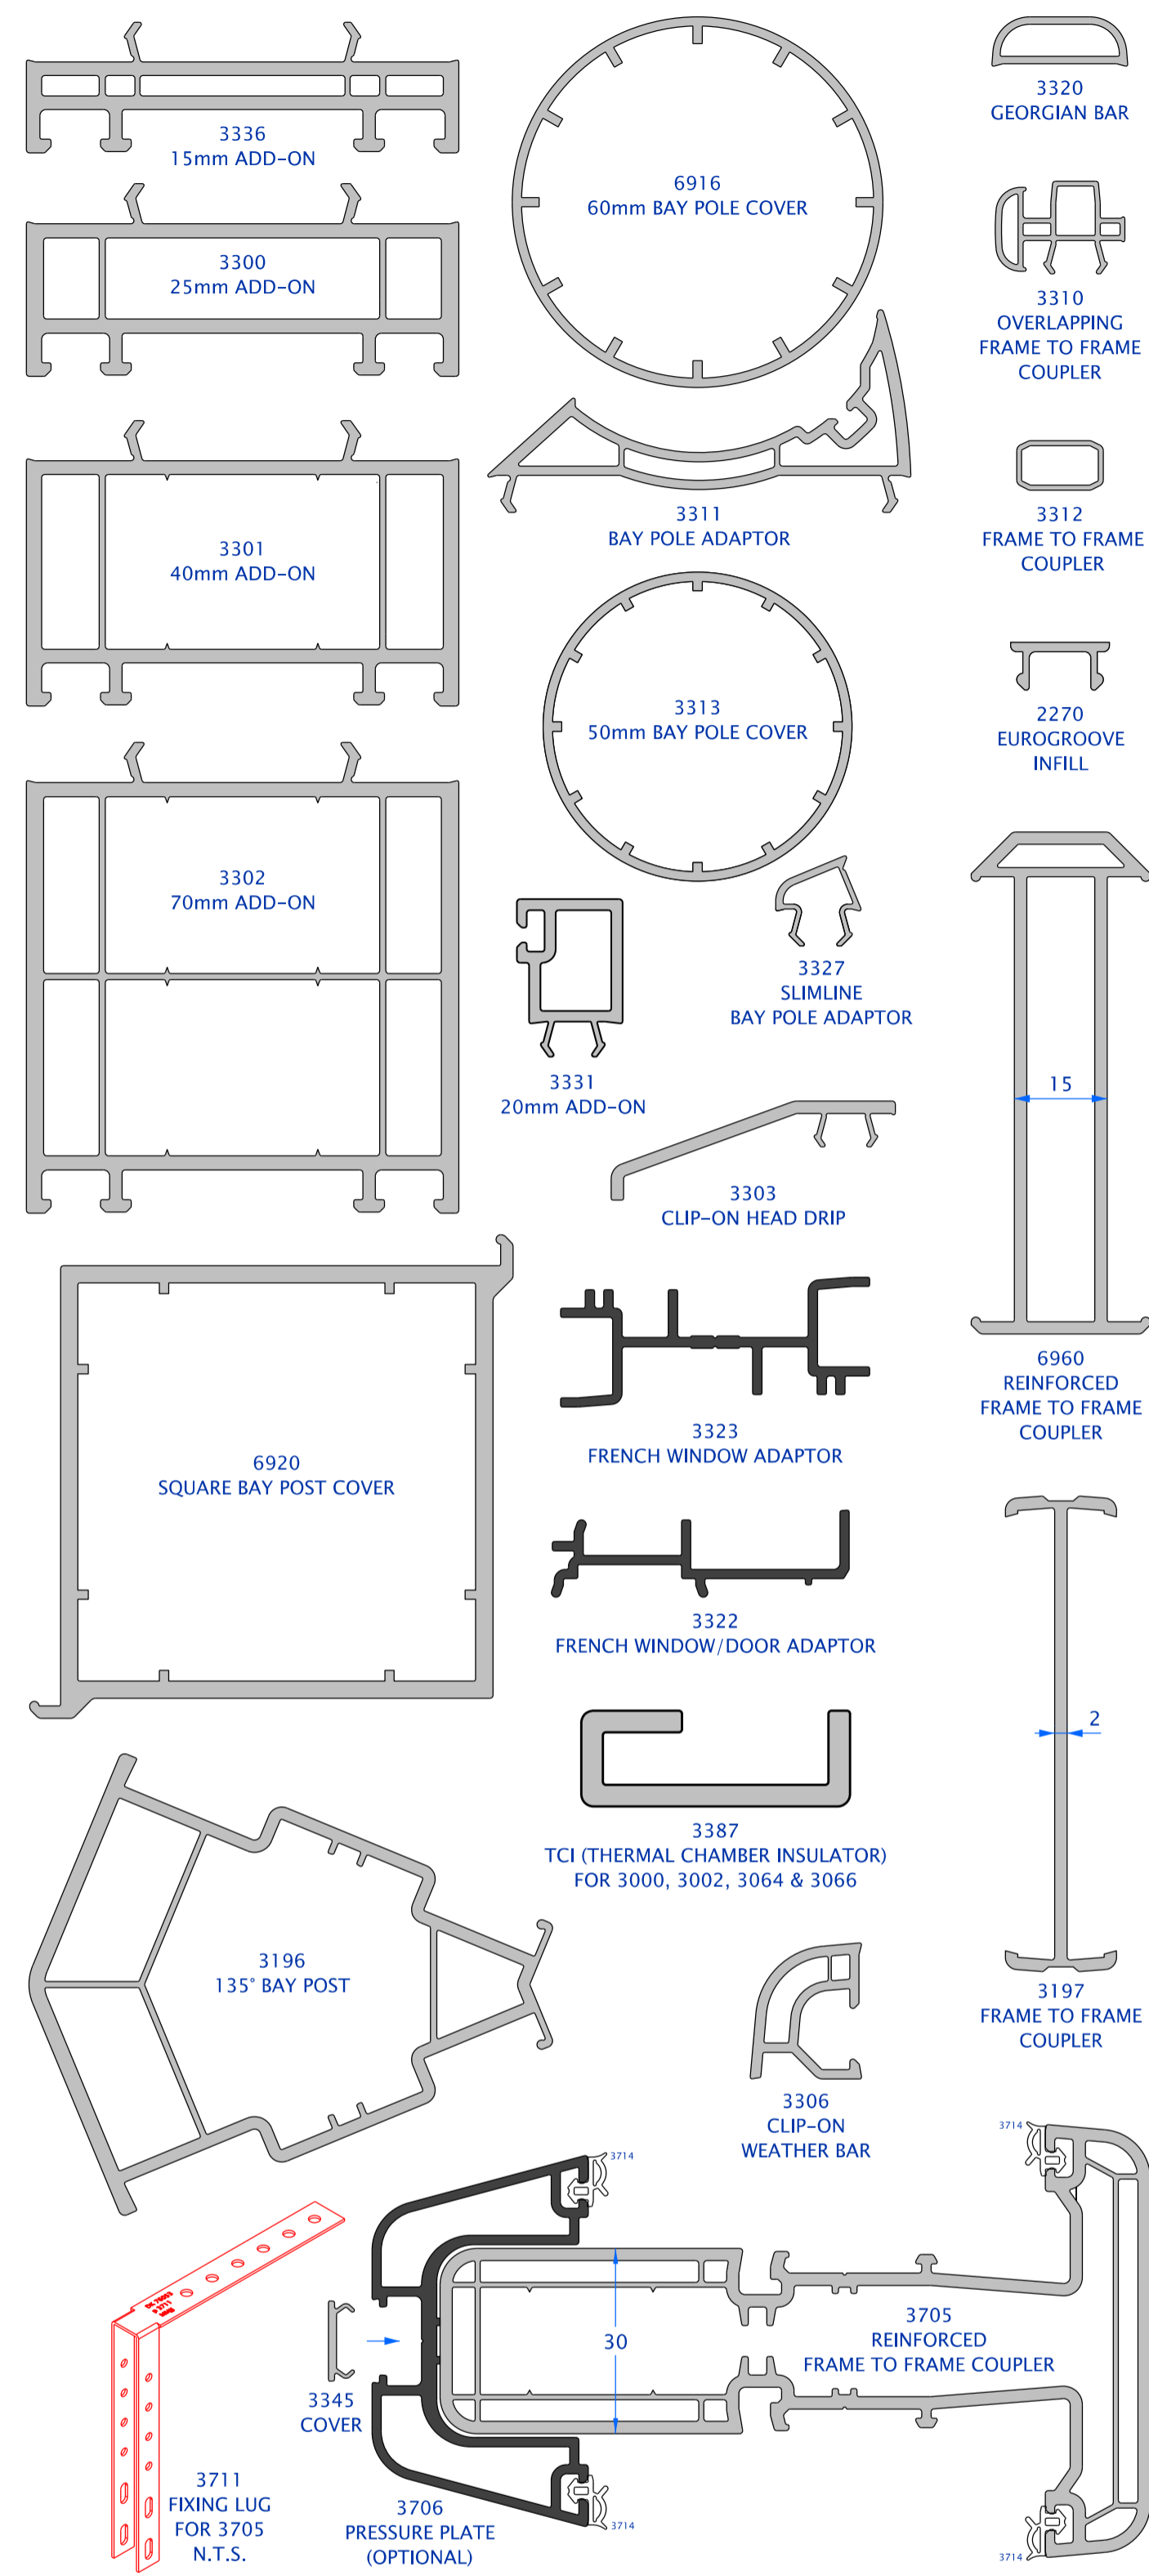 3336
15mm ADD-ON
3300
25mm ADD-ON
3301
40mm ADD-ON
3302
70mm ADD-ON
6920
SQUARE BAY POST COVER
3196
135° BAY POST
3711
FIXING LUG
FOR 3705
N.T.S.
6916
60mm BAY POLE COVER
3311
BAY POLE ADAPTOR
3313
50mm BAY POLE COVER
3327
SLIMLINE
BAY POLE ADAPTOR
3331
20mm ADD-ON
3303
CLIP-ON HEAD DRIP
3323
FRENCH WINDOW ADAPTOR
3322
FRENCH WINDOW/DOOR ADAPTOR
3387
TCI (THERMAL CHAMBER INSULATOR)
FOR 3000, 3002, 3064 & 3066
3306
CLIP-ON
WEATHER BAR
3320
GEORGIAN BAR
3310
OVERLAPPING
FRAME TO FRAME
COUPLER
3312
FRAME TO FRAME
COUPLER
2270
EUROGROOVE
INFILL
15
6960
REINFORCED
FRAME TO FRAME
COUPLER
2
3197
FRAME TO FRAME
COUPLER
3714
3714
30
3705
REINFORCED
FRAME TO FRAME COUPLER
3345
COVER
3706
PRESSURE PLATE
(OPTIONAL)
3714
3714